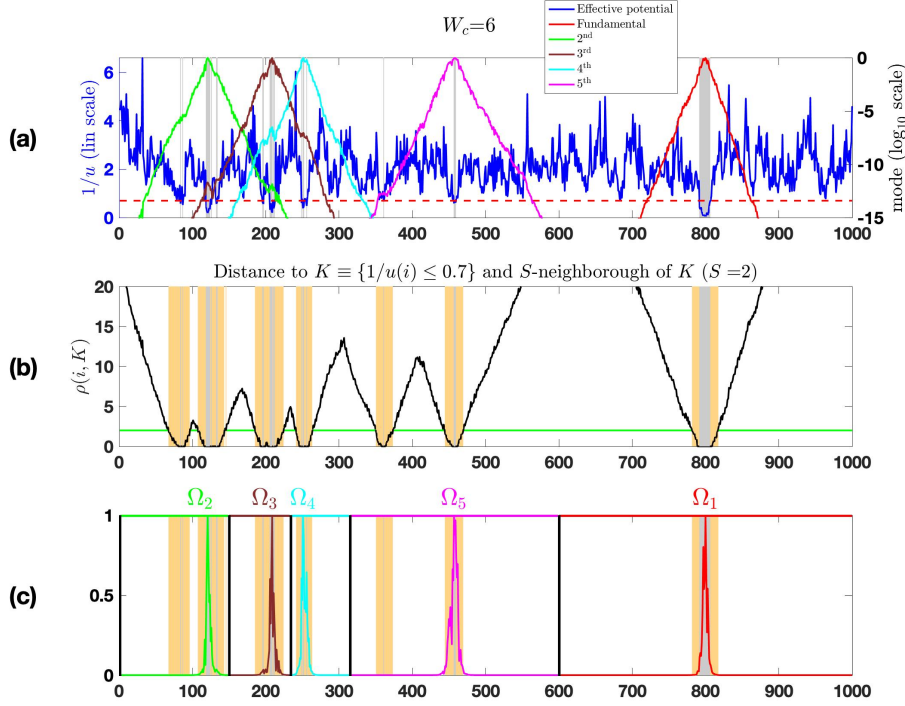 W_c=6
Effective potential
Fundamental
2nd
3rd
4th
5th
(a)
1/u (lin scale)
6
4
2
0
0
-5
-10
-15
mode (log10 scale)
0 100 200 300 400 500 600 700 800 900 1000
Distance to K ≡ {1/u(i) ≤ 0.7} and S-neighborough of K (S =2)
(b)
ρ(i, K)
20
15
10
5
0
0 100 200 300 400 500 600 700 800 900 1000
Ω2 Ω3 Ω4 Ω5 Ω1
(c)
1
0.5
0
0 100 200 300 400 500 600 700 800 900 1000